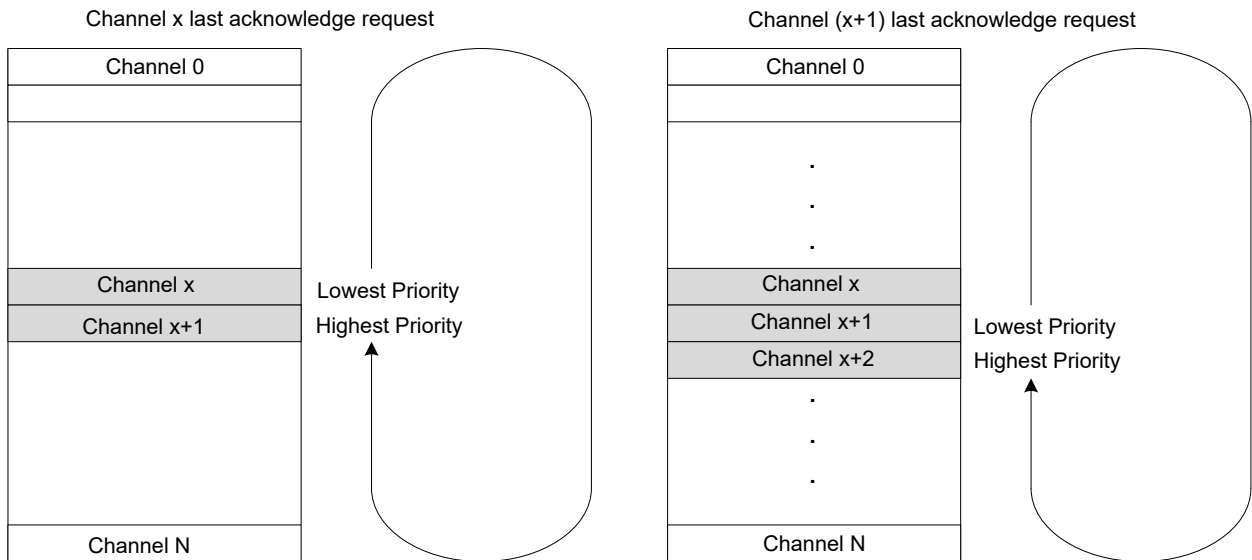 Channel x last acknowledge request
Channel 0
Channel x
Lowest Priority
Channel x+1
Highest Priority
Channel N
Channel (x+1) last acknowledge request
Channel 0
.
.
.
Channel x
Channel x+1
Lowest Priority
Channel x+2
Highest Priority
.
.
.
Channel N